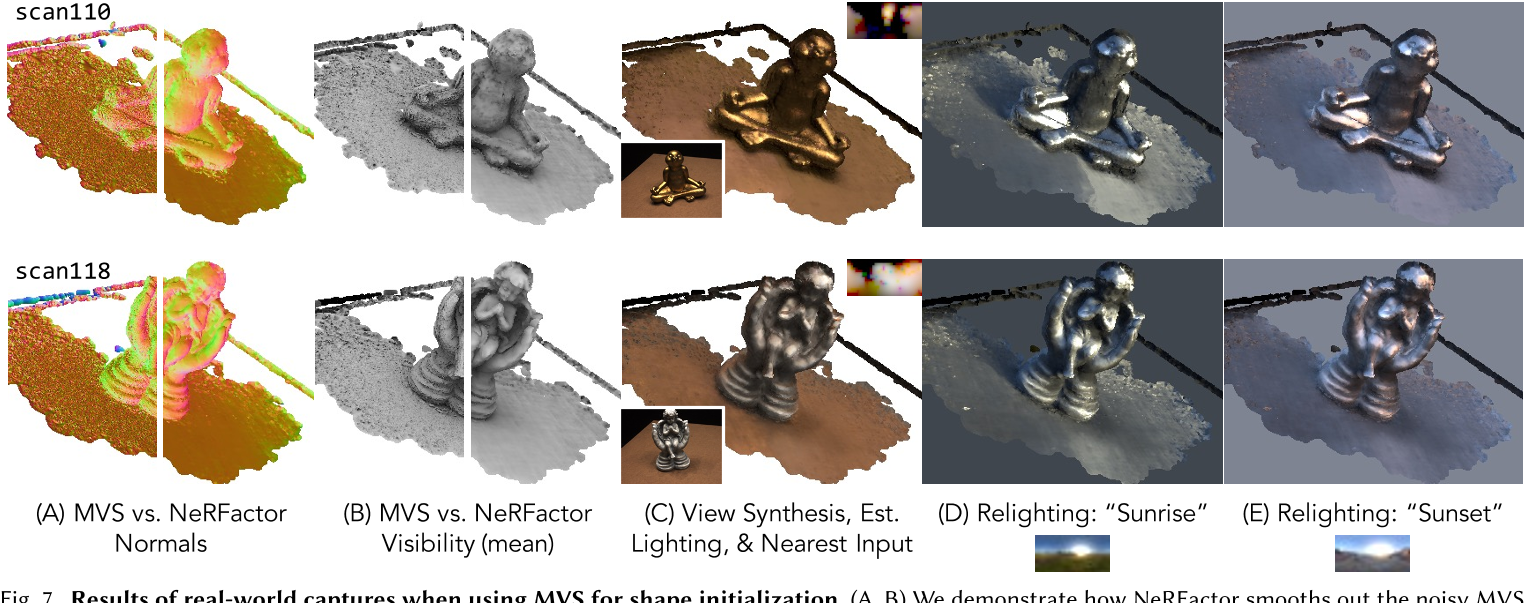 scan110
scan118
(A) MVS vs. NeRFactor
Normals
(B) MVS vs. NeRFactor
Visibility (mean)
(C) View Synthesis, Est.
Lighting, & Nearest Input
(D) Relighting: “Sunrise”
(E) Relighting: “Sunset”
Fig. 7. Results of real-world captures when using MVS for shape initialization. (A, B) We demonstrate how NeRFactor smooths out the noisy MVS